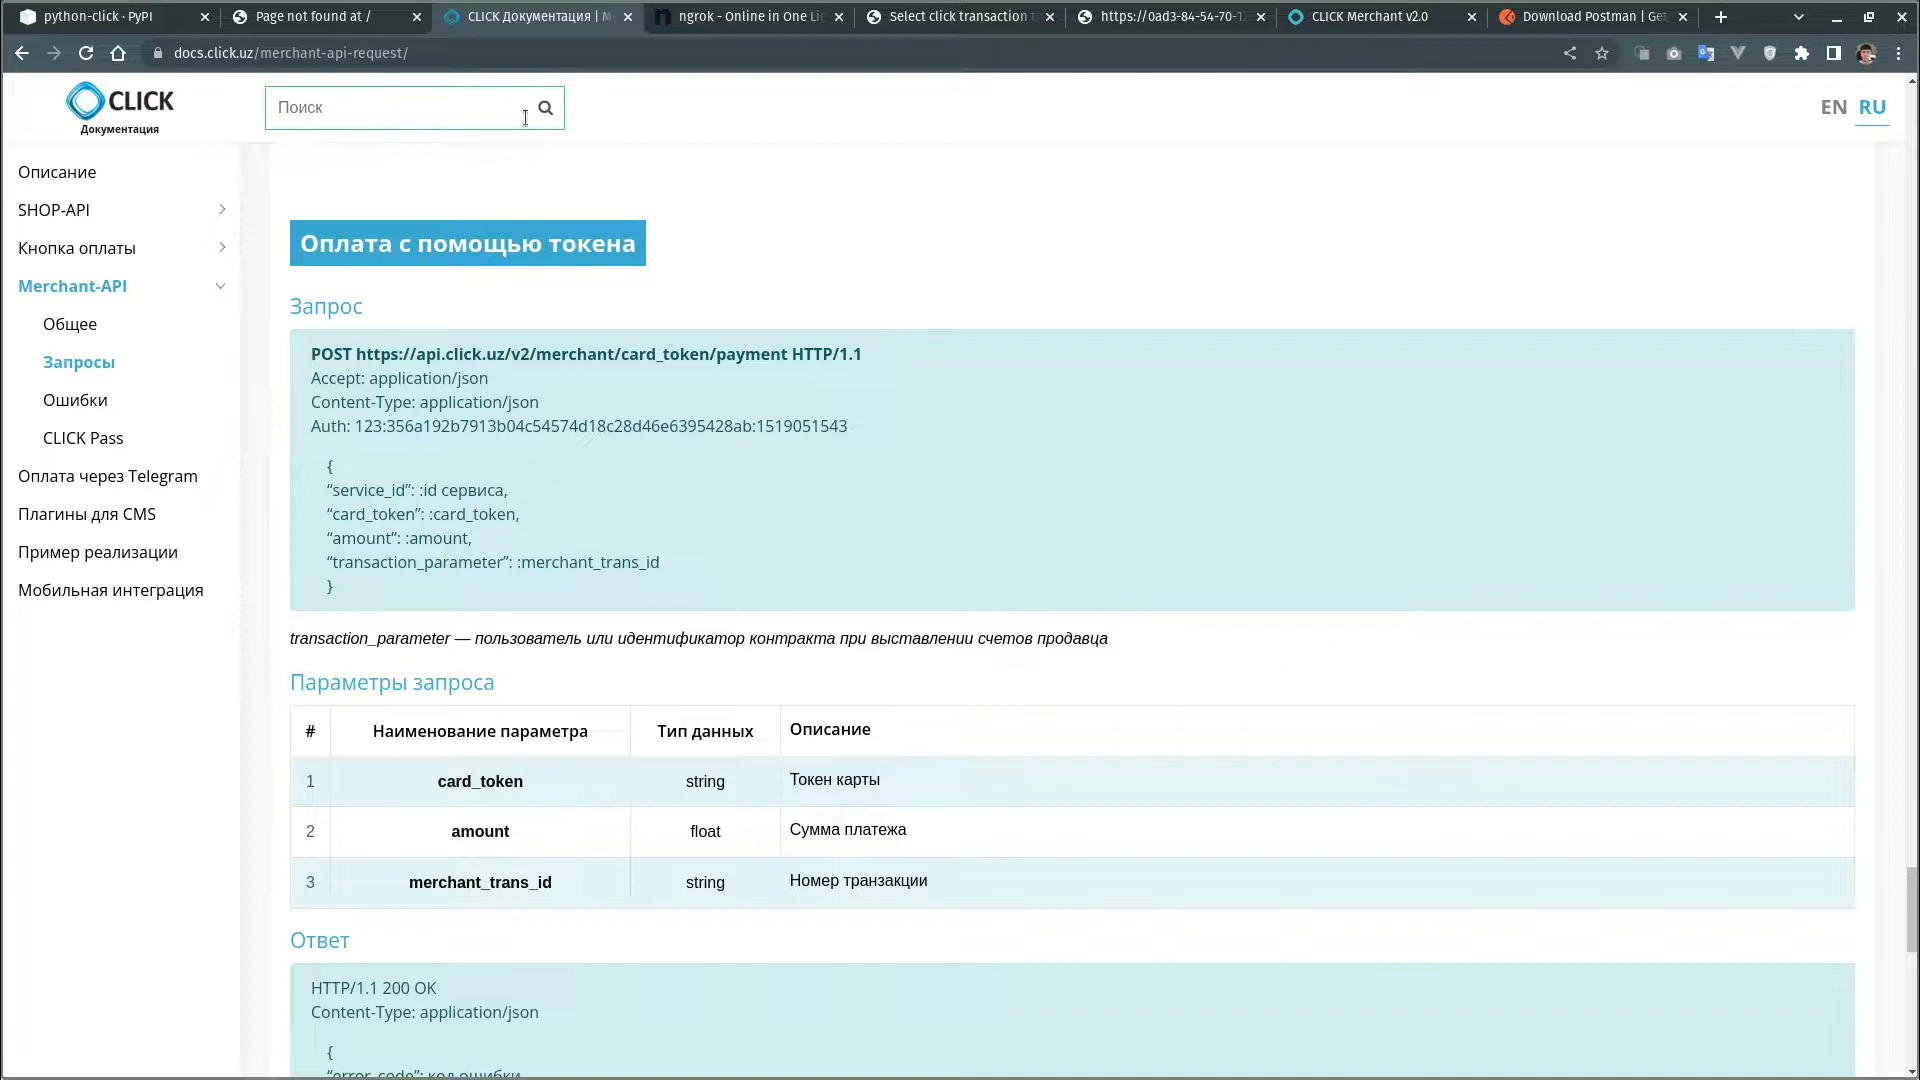 python-click · PyPI
Page not found at /
CLICK Документация | М
ngrok - Online in One Li
Select click transaction
https://0ad3-84-54-70-1
CLICK Merchant v2.0
Download Postman | Get
docs.click.uz/merchant-api-request/
CLICK
Документация
Поиск
EN RU
Описание
SHOP-API
Кнопка оплаты
Merchant-API
Общее
Запросы
Ошибки
CLICK Pass
Оплата через Telegram
Плагины для CMS
Пример реализации
Мобильная интеграция
Оплата с помощью токена
Запрос
POST https://api.click.uz/v2/merchant/card_token/payment HTTP/1.1
Accept: application/json
Content-Type: application/json
Auth: 123:356a192b7913b04c54574d18c28d46e6395428ab:1519051543
{
“service_id”: :id сервиса,
“card_token”: :card_token,
“amount”: :amount,
“transaction_parameter”: :merchant_trans_id
}
transaction_parameter — пользователь или идентификатор контракта при выставлении счетов продавца
Параметры запроса
# Наименование параметра Тип данных Описание
1 card_token string Токен карты
2 amount float Сумма платежа
3 merchant_trans_id string Номер транзакции
Ответ
HTTP/1.1 200 OK
Content-Type: application/json
{
“error_code”: код ошибки,